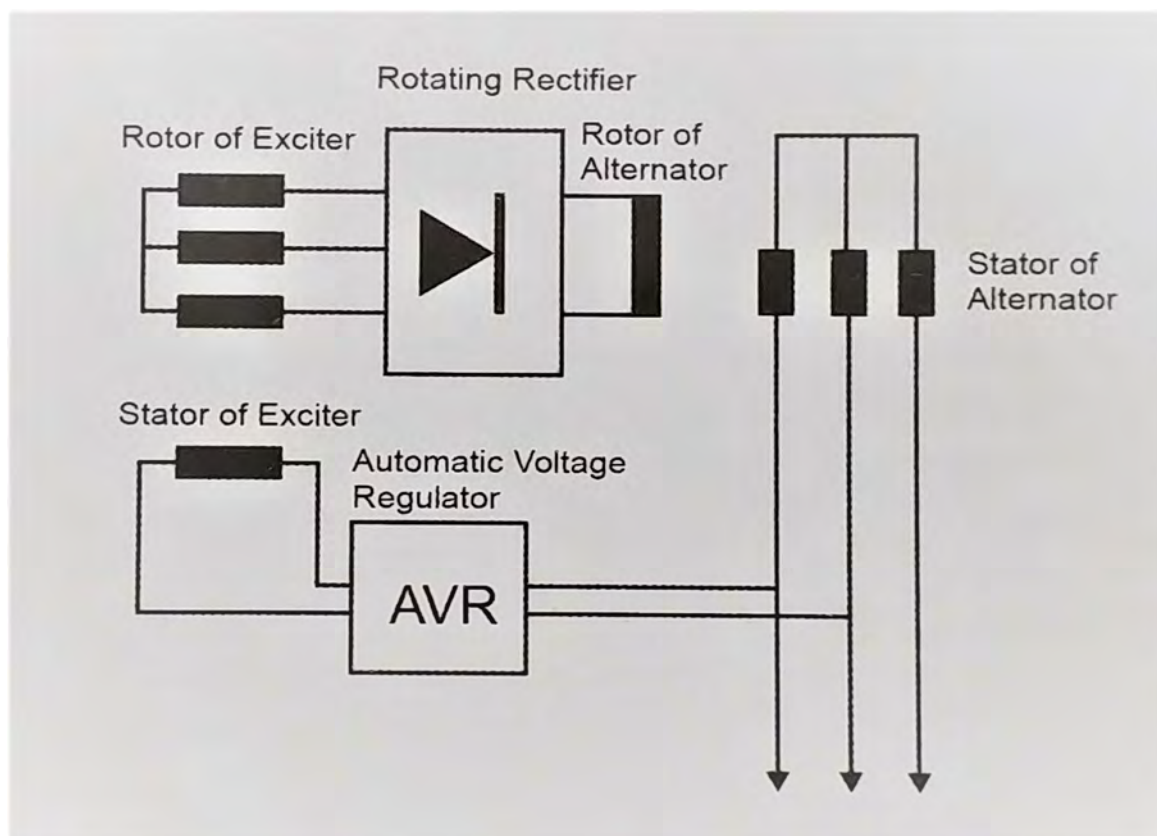 Rotating Rectifier
Rotor of Exciter
Rotor of
Alternator
Stator of
Alternator
Stator of Exciter
Automatic Voltage
Regulator
AVR